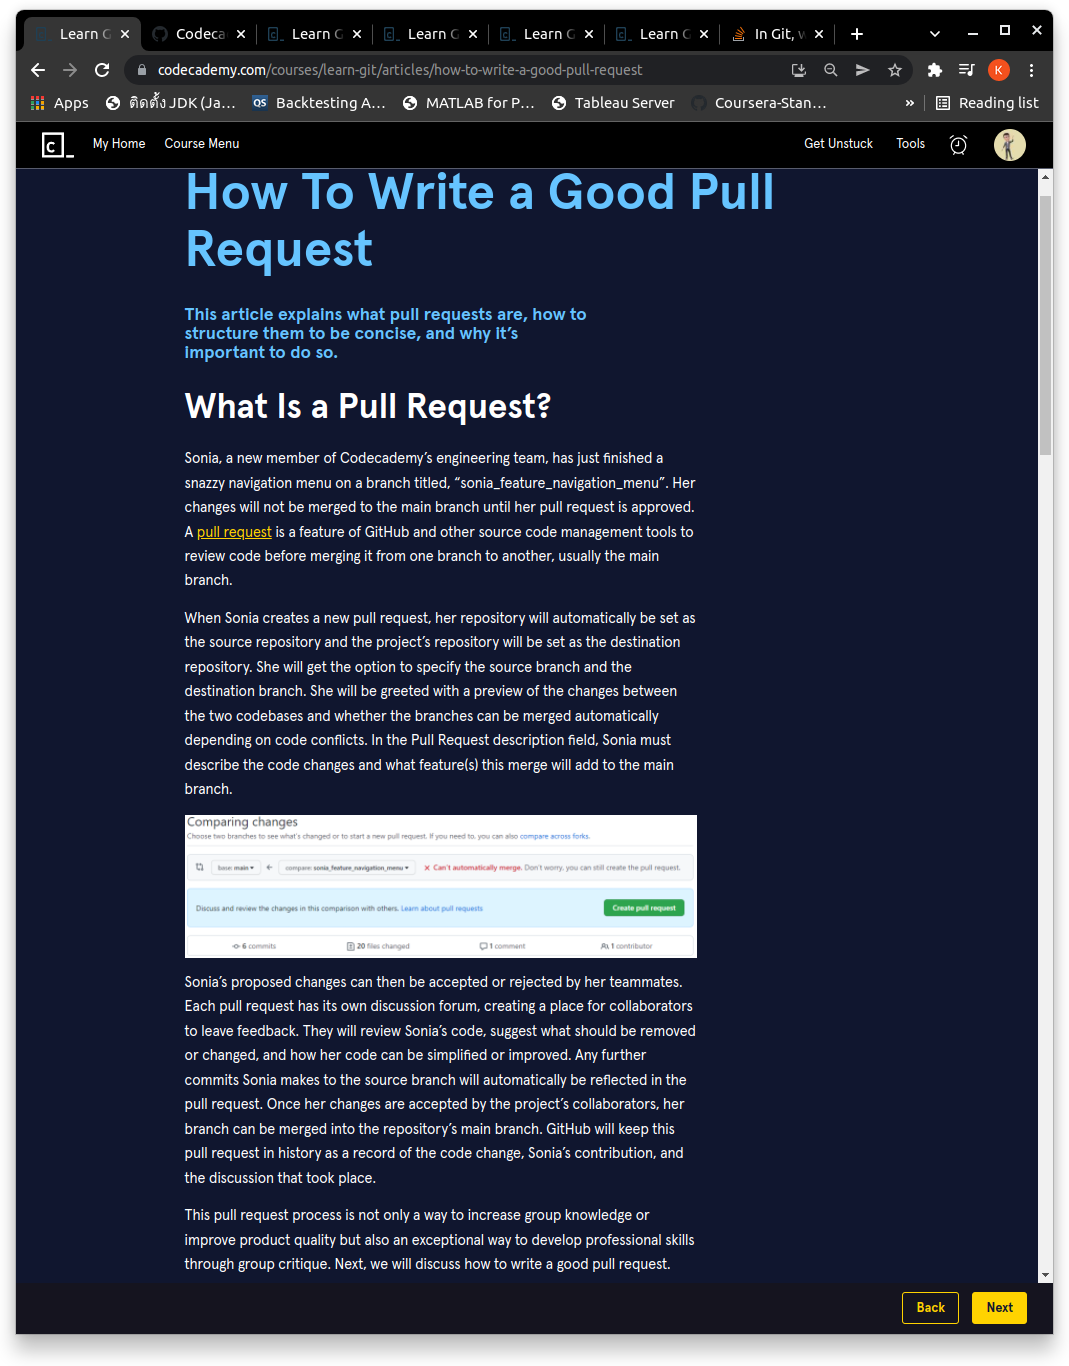 Learn G
Codeca
Learn G
Learn G
Learn G
Learn G
In Git, w
codecademy.com/courses/learn-git/articles/how-to-write-a-good-pull-request
K
Apps
ติดตั้ง JDK (Ja...
QS
Backtesting A...
MATLAB for P...
Tableau Server
Coursera-Stan...
»
Reading list
c_
My Home
Course Menu
Get Unstuck
Tools
How To Write a Good Pull
Request
This article explains what pull requests are, how to
structure them to be concise, and why it’s
important to do so.
What Is a Pull Request?
Sonia, a new member of Codecademy’s engineering team, has just finished a
snazzy navigation menu on a branch titled, “sonia_feature_navigation_menu”. Her
changes will not be merged to the main branch until her pull request is approved.
A pull request is a feature of GitHub and other source code management tools to
review code before merging it from one branch to another, usually the main
branch.
When Sonia creates a new pull request, her repository will automatically be set as
the source repository and the project’s repository will be set as the destination
repository. She will get the option to specify the source branch and the
destination branch. She will be greeted with a preview of the changes between
the two codebases and whether the branches can be merged automatically
depending on code conflicts. In the Pull Request description field, Sonia must
describe the code changes and what feature(s) this merge will add to the main
branch.
Comparing changes
Choose two branches to see what's changed or to start a new pull request. If you need to, you can also compare across forks.
base: main
compare: sonia_feature_navigation_menu
Can't automatically merge. Don't worry, you can still create the pull request.
Discuss and review the changes in this comparison with others. Learn about pull requests
Create pull request
6 commits
20 files changed
1 comment
1 contributor
Sonia’s proposed changes can then be accepted or rejected by her teammates.
Each pull request has its own discussion forum, creating a place for collaborators
to leave feedback. They will review Sonia’s code, suggest what should be removed
or changed, and how her code can be simplified or improved. Any further
commits Sonia makes to the source branch will automatically be reflected in the
pull request. Once her changes are accepted by the project’s collaborators, her
branch can be merged into the repository’s main branch. GitHub will keep this
pull request in history as a record of the code change, Sonia’s contribution, and
the discussion that took place.
This pull request process is not only a way to increase group knowledge or
improve product quality but also an exceptional way to develop professional skills
through group critique. Next, we will discuss how to write a good pull request.
Back
Next